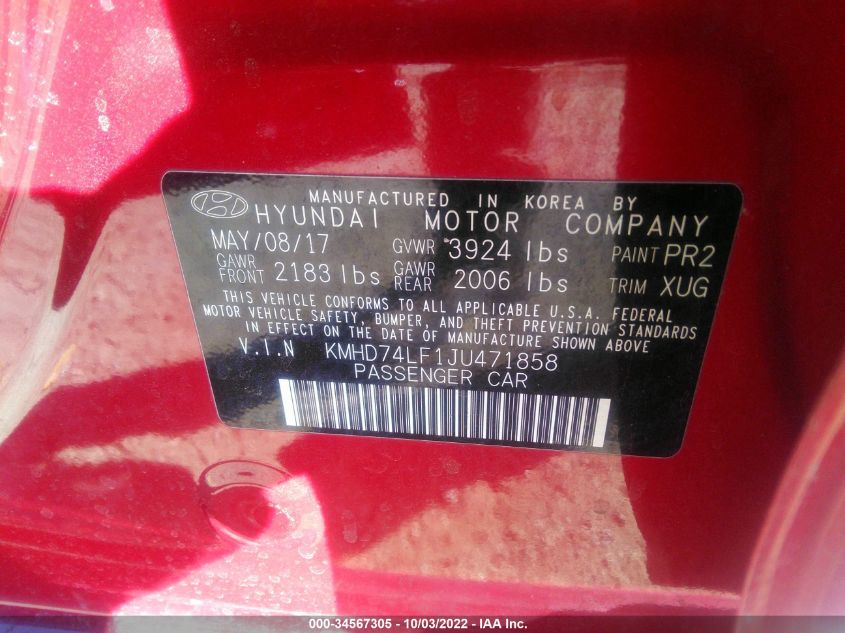 MANUFACTURED IN KOREA BY
HYUNDAI MOTOR COMPANY
MAY/08/17 GVWR 3924 lbs PAINT PR2
GAWR FRONT 2183 lbs GAWR REAR 2006 lbs TRIM XUG
THIS VEHICLE CONFORMS TO ALL APPLICABLE U.S.A. FEDERAL
MOTOR VEHICLE SAFETY, BUMPER, AND THEFT PREVENTION STANDARDS
IN EFFECT ON THE DATE OF MANUFACTURE SHOWN ABOVE
V.I.N KMHD74LF1JU471858
PASSENGER CAR
000-34567305 - 10/03/2022 - IAA Inc.